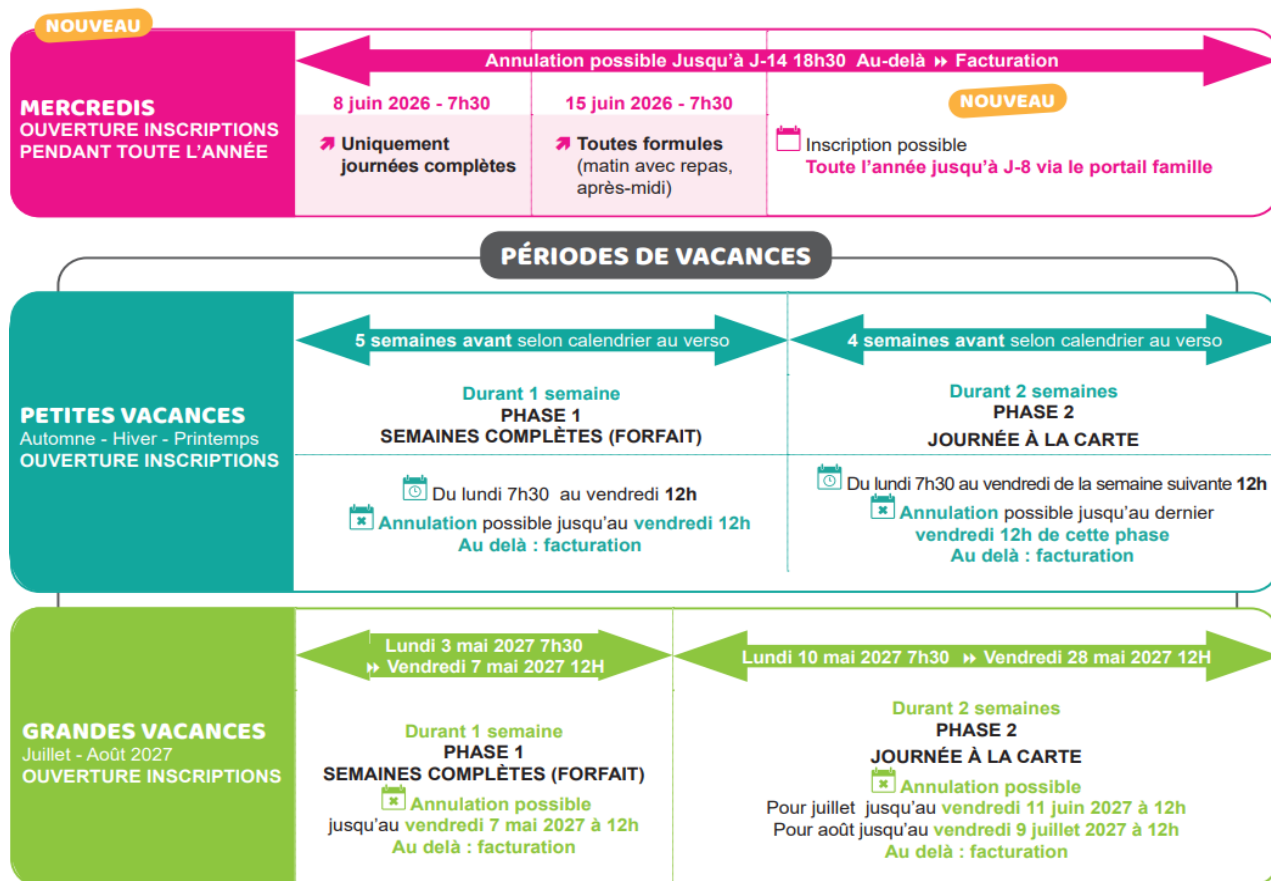 NOUVEAU
Annulation possible Jusqu'à J-14 18h30 Au-delà ▸▸ Facturation
MERCREDIS
OUVERTURE INSCRIPTIONS
PENDANT TOUTE L'ANNÉE
8 juin 2026 - 7h30
Uniquement
journées complètes
15 juin 2026 - 7h30
Toutes formules
(matin avec repas,
après-midi)
NOUVEAU
Inscription possible
Toute l'année jusqu'à J-8 via le portail famille
PÉRIODES DE VACANCES
PETITES VACANCES
Automne - Hiver - Printemps
OUVERTURE INSCRIPTIONS
5 semaines avant selon calendrier au verso
Durant 1 semaine
PHASE 1
SEMAINES COMPLÈTES (FORFAIT)
Du lundi 7h30 au vendredi 12h
Annulation possible jusqu'au vendredi 12h
Au delà : facturation
4 semaines avant selon calendrier au verso
Durant 2 semaines
PHASE 2
JOURNÉE À LA CARTE
Du lundi 7h30 au vendredi de la semaine suivante 12h
Annulation possible jusqu'au dernier
vendredi 12h de cette phase
Au delà : facturation
GRANDES VACANCES
Juillet - Août 2027
OUVERTURE INSCRIPTIONS
Lundi 3 mai 2027 7h30
▸▸ Vendredi 7 mai 2027 12H
Durant 1 semaine
PHASE 1
SEMAINES COMPLÈTES (FORFAIT)
Annulation possible
jusqu'au vendredi 7 mai 2027 à 12h
Au delà : facturation
Lundi 10 mai 2027 7h30 ▸▸ Vendredi 28 mai 2027 12H
Durant 2 semaines
PHASE 2
JOURNÉE À LA CARTE
Annulation possible
Pour juillet jusqu'au vendredi 11 juin 2027 à 12h
Pour août jusqu'au vendredi 9 juillet 2027 à 12h
Au delà : facturation